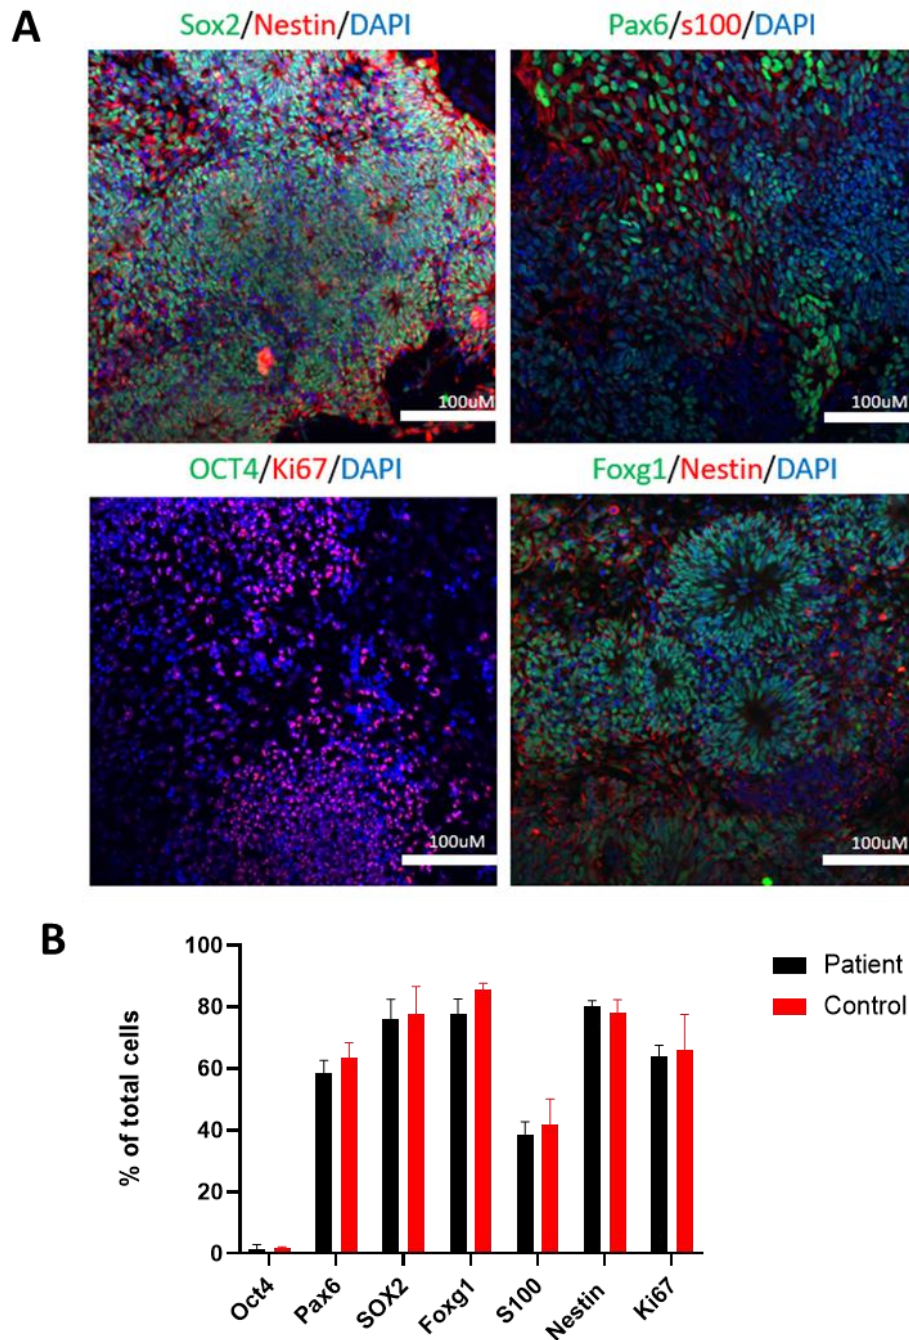 A
Sox2/Nestin/DAPI
Pax6/s100/DAPI
100uM
100uM
OCT4/Ki67/DAPI
Foxg1/Nestin/DAPI
100uM
100uM
B
% of total cells
100
80
60
40
20
0
Oct4
Pax6
SOX2
Foxg1
S100
Nestin
Ki67
Patient
Control